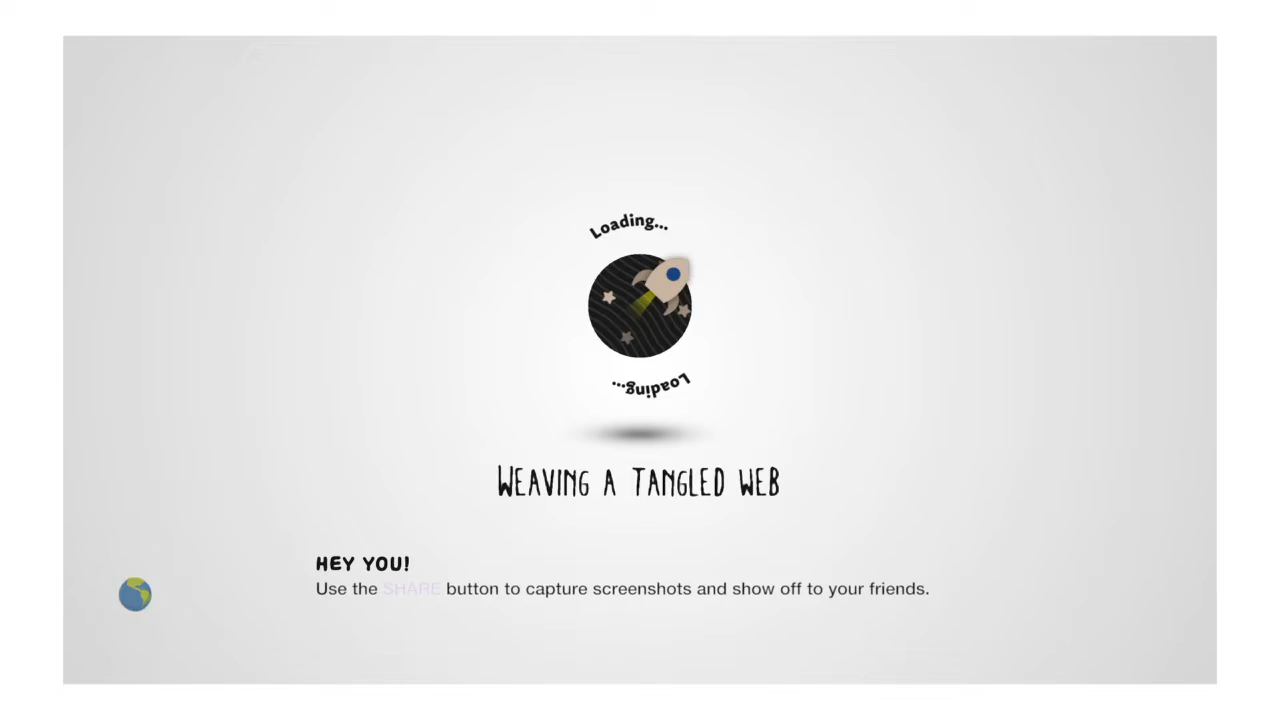 Loading...
Loading...
WEAVING A TANGLED WEB
HEY YOU!
Use the SHARE button to capture screenshots and show off to your friends.